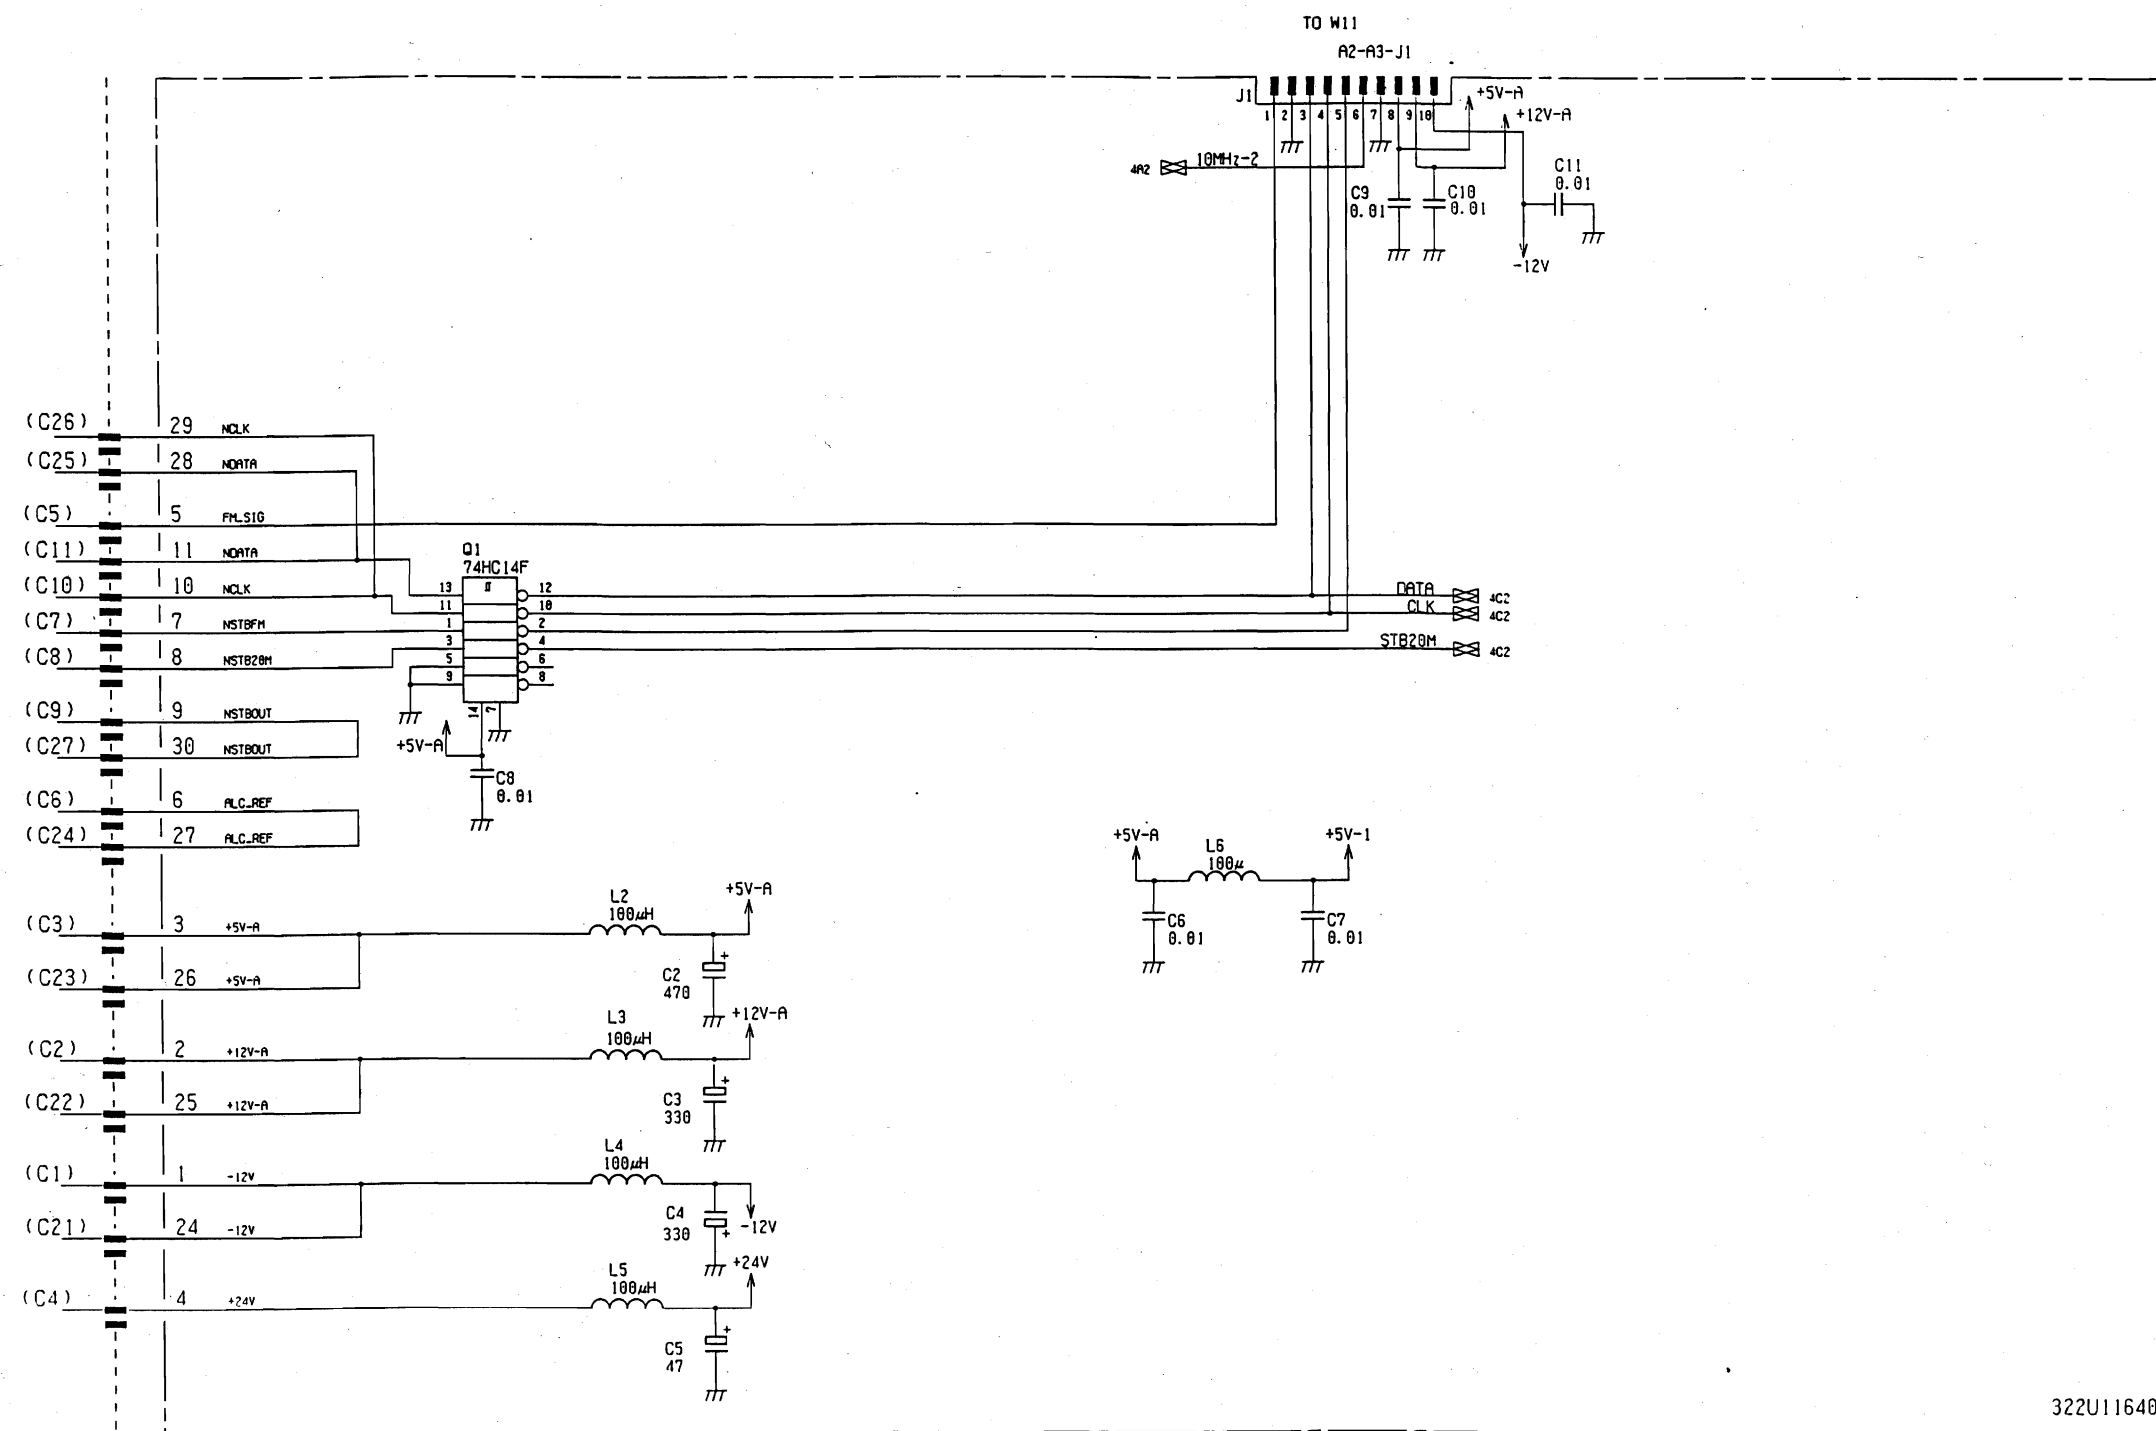 TO W11
A2-A3-J1
J1
1 2 3 4 5 6 7 8 9 10
+5V-A
+12V-A
4A2 10MHz-2
C9
0.01
C10
0.01
C11
0.01
-12V
(C26) 29 NCLK
(C25) 28 NDATA
(C5) 5 FM_SIG
(C11) 11 NDATA
(C10) 10 NCLK
(C7) 7 NSTBFM
(C8) 8 NSTB20M
(C9) 9 NSTBOUT
(C27) 30 NSTBOUT
(C6) 6 ALC_REF
(C24) 27 ALC_REF
Q1
74HC14F
13 12
11 10
1 2
3 4
5 6
9 8
14 7
+5V-A
C8
0.01
DATA 4C2
CLK 4C2
STB20M 4C2
+5V-A
L6
100μ
+5V-1
C6
0.01
C7
0.01
(C3) 3 +5V-A
(C23) 26 +5V-A
L2
100μH
+5V-A
C2
470
+
(C2) 2 +12V-A
(C22) 25 +12V-A
L3
100μH
+12V-A
C3
330
+
(C1) 1 -12V
(C21) 24 -12V
L4
100μH
C4
330
+
-12V
(C4) 4 +24V
L5
100μH
+24V
C5
47
+
322U11640